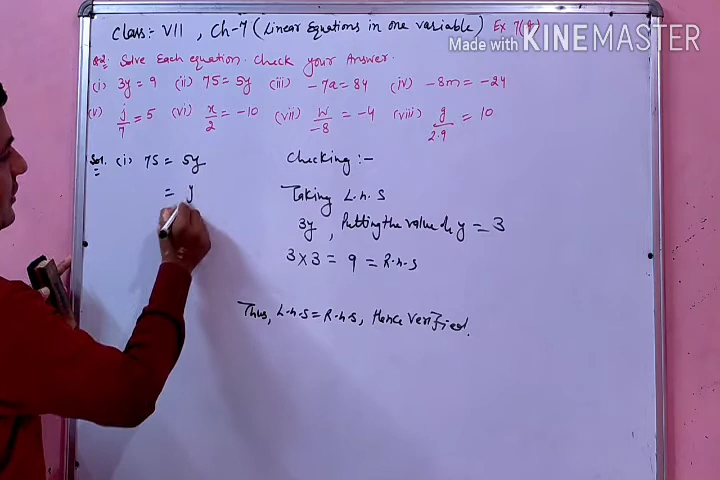 Class:- VII , Ch-7 (Linear Equations in one variable) Ex 7(B)
Made with KINEMASTER
Q2: Solve Each equation. Check your Answer.
(i) 3y = 9 (ii) 75 = 5y (iii) -7a = 84 (iv) -8m = -24
(v) j/7 = 5 (vi) x/2 = -10 (vii) w/-8 = -4 (viii) g/2.9 = 10
Sol. (i) 75 = 5y Checking :-
= y Taking L.h.S
3y, Putting the value of y = 3
3 × 3 = 9 = R.h.S
Thus, L.h.S = R.h.S, Hence Verified.